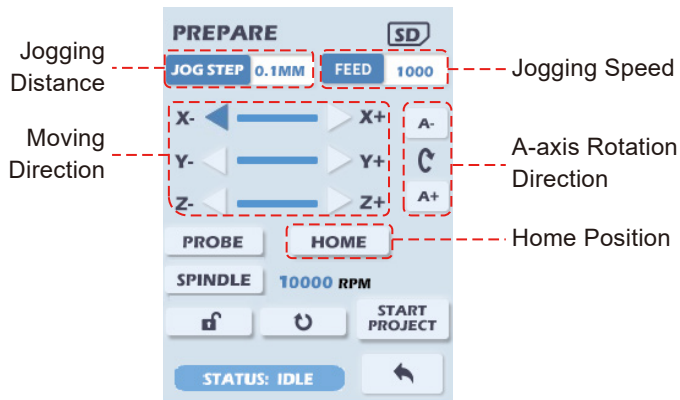 PREPARE SD
Jogging
Distance
JOG STEP 0.1MM FEED 1000
Jogging Speed
Moving
Direction
X- X+
Y- Y+
Z- Z+
A-
A+
A-axis Rotation
Direction
PROBE HOME
Home Position
SPINDLE 10000 RPM
START
PROJECT
STATUS: IDLE